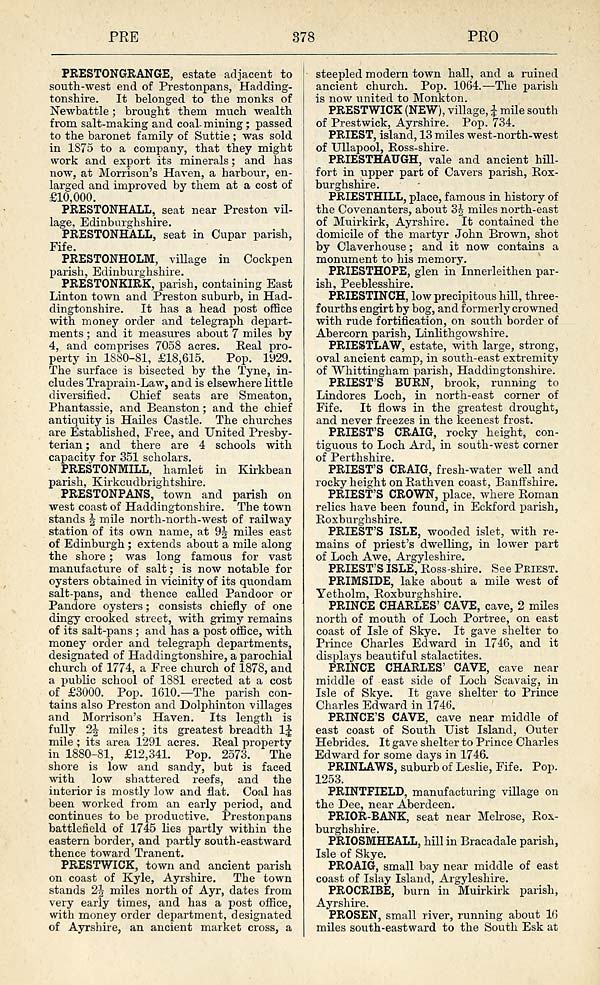 PRE 378 PRO
PRESTONGRANGE, estate adjacent to
south-west end of Prestonpans, Hadding-
tonshire. It belonged to the monks of
Newbattle; brought them much wealth
from salt-making and coal-mining; passed
to the baronet family of Suttie; was sold
in 1875 to a company, that they might
work and export its minerals; and has
now, at Morrison's Haven, a harbour, en-
larged and improved by them at a cost of
£10,000.
PRESTONHALL, seat near Preston vil-
lage, Edinburghshire.
PRESTONHALL, seat in Cupar parish,
Fife.
PRESTONHOLM, village in Cockpen
parish, Edinburghshire.
PRESTONKIRK, parish, containing East
Linton town and Preston suburb, in Had-
dingtonshire. It has a head post office
with money order and telegraph depart-
ments; and it measures about 7 miles by
4, and comprises 7058 acres. Real pro-
perty in 1880-81, £18,615. Pop. 1929.
The surface is bisected by the Tyne, in-
cludes Traprain-Law, and is elsewhere little
diversified. Chief seats are Smeaton,
Phantassie, and Beanston; and the chief
antiquity is Hailes Castle. The churches
are Established, Free, and United Presby-
terian; and there are 4 schools with
capacity for 351 scholars.
PRESTONMILL, hamlet in Kirkbean
parish, Kirkcudbrightshire.
PRESTONPANS, town and parish on
west coast of Haddingtonshire. The town
stands ½ mile north-north-west of railway
station of its own name, at 9½ miles east
of Edinburgh; extends about a mile along
the shore; was long famous for vast
manufacture of salt; is now notable for
oysters obtained in vicinity of its quondam
salt-pans, and thence called Pandoor or
Pandore oysters; consists chiefly of one
dingy crooked street, with grimy remains
of its salt-pans; and has a post office, with
money order and telegraph departments,
designated of Haddingtonshire, a parochial
church of 1774, a Free church of 1878, and
a public school of 1881 erected at a cost
of £3000. Pop. 1610.—The parish con-
tains also Preston and Dolphinton villages
and Morrison's Haven. Its length is
fully 2½ miles; its greatest breadth 1¼
mile; its area 1291 acres. Real property
in 1880-81, £12,341. Pop. 2573. The
shore is low and sandy, but is faced
with low shattered reefs, and the
interior is mostly low and flat. Coal has
been worked from an early period, and
continues to be productive. Prestonpans
battlefield of 1745 lies partly within the
eastern border, and partly south-eastward
thence toward Tranent.
PRESTWICK, town and ancient parish
on coast of Kyle, Ayrshire. The town
stands 2½ miles north of Ayr, dates from
very early times, and has a post office,
with money order department, designated
of Ayrshire, an ancient market cross, a
steepled modern town hall, and a ruined
ancient church. Pop. 1064.—The parish
is now united to Monkton.
PRESTWICK (NEW), village, ¼ mile south
of Prestwick, Ayrshire. Pop. 734.
PRIEST, island, 13 miles west-north-west
of Ullapool, Ross-shire.
PRIESTHAUGH, vale and ancient hill-
fort in upper part of Cavers parish, Rox-
burghshire.
PRIESTHILL, place, famous in history of
the Covenanters, about 3½ miles north-east
of Muirkirk, Ayrshire. It contained the
domicile of the martyr John Brown, shot
by Claverhouse; and it now contains a
monument to his memory.
PRIESTHOPE, glen in Innerleithen par-
ish, Peeblesshire.
PRIESTINCH, low precipitous hill, three-
fourths engirt by bog, and formerly crowned
with rude fortification, on south border of
Abercorn parish, Linlithgowshire.
PRIESTLAW, estate, with large, strong,
oval ancient camp, in south-east extremity
of Whittingham parish, Haddingtonshire.
PRIEST'S BURN, brook, running to
Lindores Loch, in north-east corner of
Fife. It flows in the greatest drought,
and never freezes in the keenest frost.
PRIEST'S CRAIG, rocky height, con-
tiguous to Loch Ard, in south-west corner
of Perthshire.
PRIEST'S CRAIG, fresh-water well and
rocky height on Rathven coast, Banffshire.
PRIEST'S CROWN, place, where Roman
relics have been found, in Eckford parish,
Roxburghshire.
PRIEST'S ISLE, wooded islet, with re-
mains of priest's dwelling, in lower part
of Loch Awe, Argyleshire.
PRIEST'S ISLE, Ross-shire. See PRIEST.
PRIMSIDE, lake about a mile west of
Yetholm, Roxburghshire.
PRINCE CHARLES' CAVE, cave, 2 miles
north of mouth of Loch Portree, on east
coast of Isle of Skye. It gave shelter to
Prince Charles Edward in 1746, and it
displays beautiful stalactites.
PRINCE CHARLES' CAVE, cave near
middle of east side of Loch Scavaig, in
Isle of Skye. It gave shelter to Prince
Charles Edward in 1746.
PRINCE'S CAVE, cave near middle of
east coast of South Uist Island, Outer
Hebrides. It gave shelter to Prince Charles
Edward for some days in 1746.
PRINLAWS, suburb of Leslie, Fife. Pop.
1253.
PRINTFIELD, manufacturing village on
the Dee, near Aberdeen.
PRIOR-BANK, seat near Melrose, Rox-
burghshire.
PRIOSMHEALL, hill in Bracadale parish,
Isle of Skye.
PROAIG, small bay near middle of east
coast of Islay Island, Argyleshire.
PROCRIBE, burn in Muirkirk parish,
Ayrshire.
PROSEN, small river, running about 16
miles south-eastward to the South Esk at